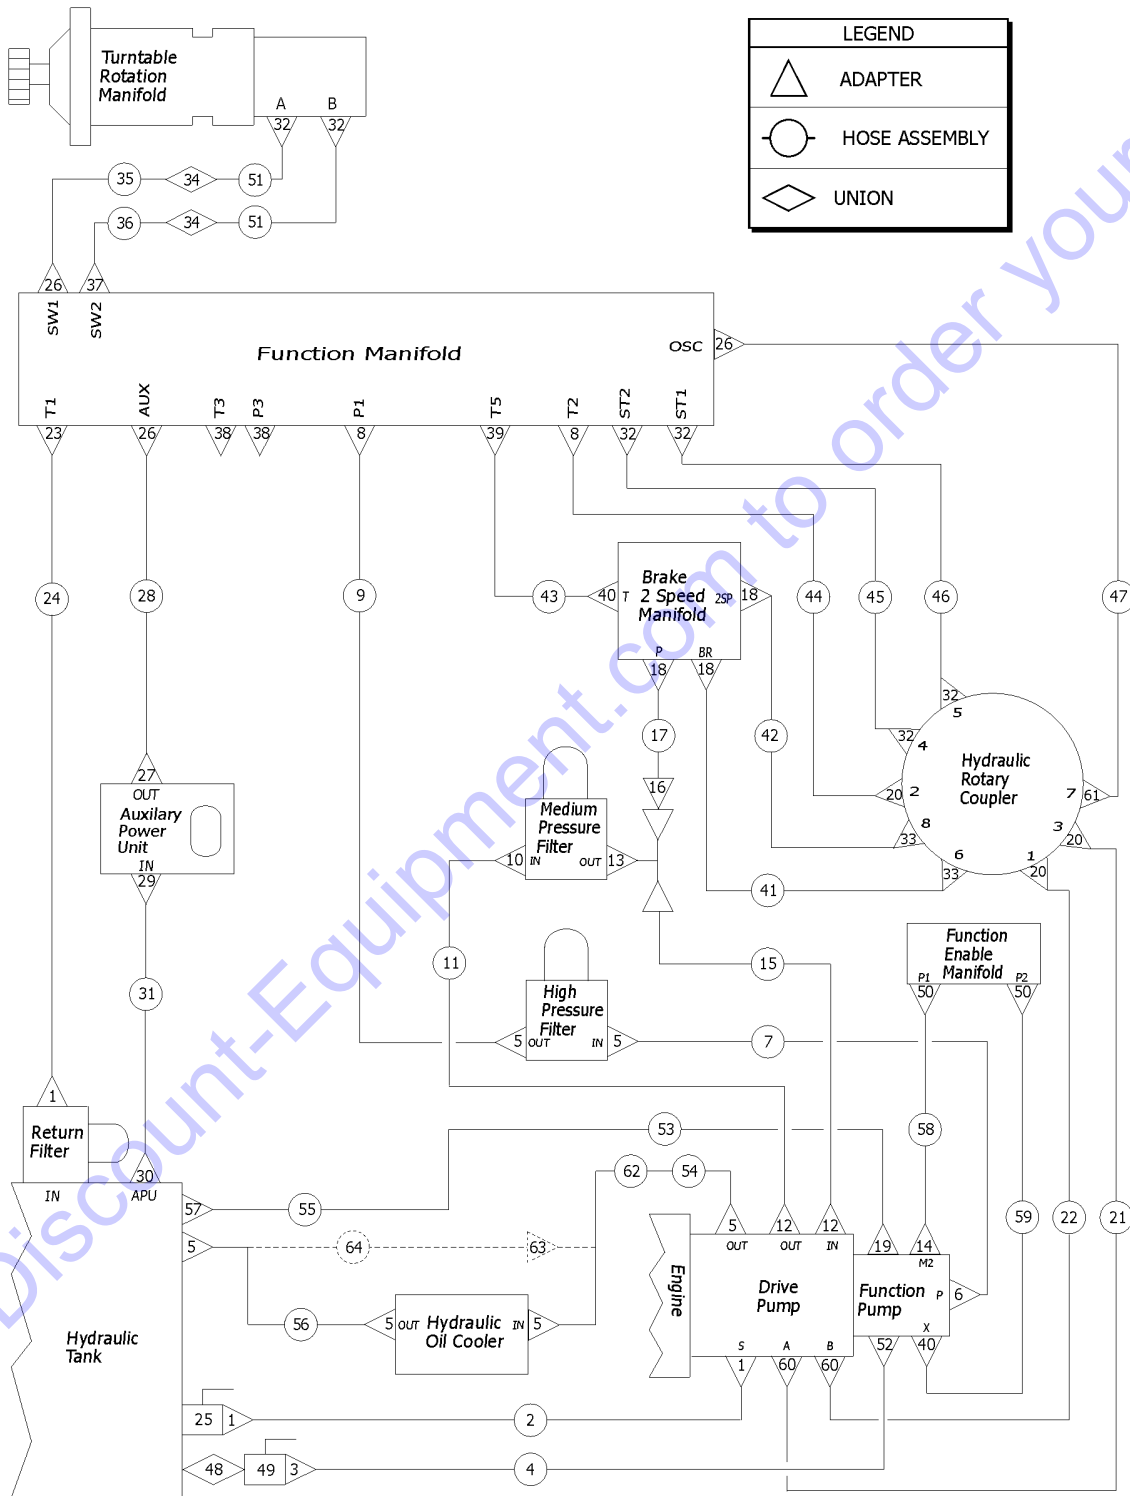 Turntable
Rotation
Manifold
A
B
32
32
LEGEND
ADAPTER
HOSE ASSEMBLY
UNION
35
34
51
36
34
51
26
37
SW1
SW2
Function Manifold
OSC
26
T1
AUX
T3
P3
P1
T5
T2
ST2
ST1
23
26
38
38
8
39
8
32
32
24
28
9
43
40
T
Brake
2 Speed
Manifold
2SP
18
P
BR
18
18
44
45
46
47
17
42
16
32
5
32
4
20
2
33
8
33
6
Hydraulic
Rotary
Coupler
7
61
3
20
1
20
27
OUT
Auxilary
Power
Unit
IN
29
Medium
Pressure
Filter
10
IN
OUT
13
41
11
15
31
High
Pressure
Filter
5
OUT
IN
5
7
Function
Enable
Manifold
P1
P2
50
50
1
Return
Filter
30
IN
APU
53
58
62
54
57
55
59
22
21
5
64
63
5
12
12
19
14
OUT
OUT
IN
M2
Engine
Drive
Pump
Function
Pump
P
6
X
56
5
OUT
Hydraulic
Oil Cooler
IN
5
Hydraulic
Tank
S
A
B
1
60
60
52
40
25
1
2
48
49
3
4
Discount-Equipment.com to order your